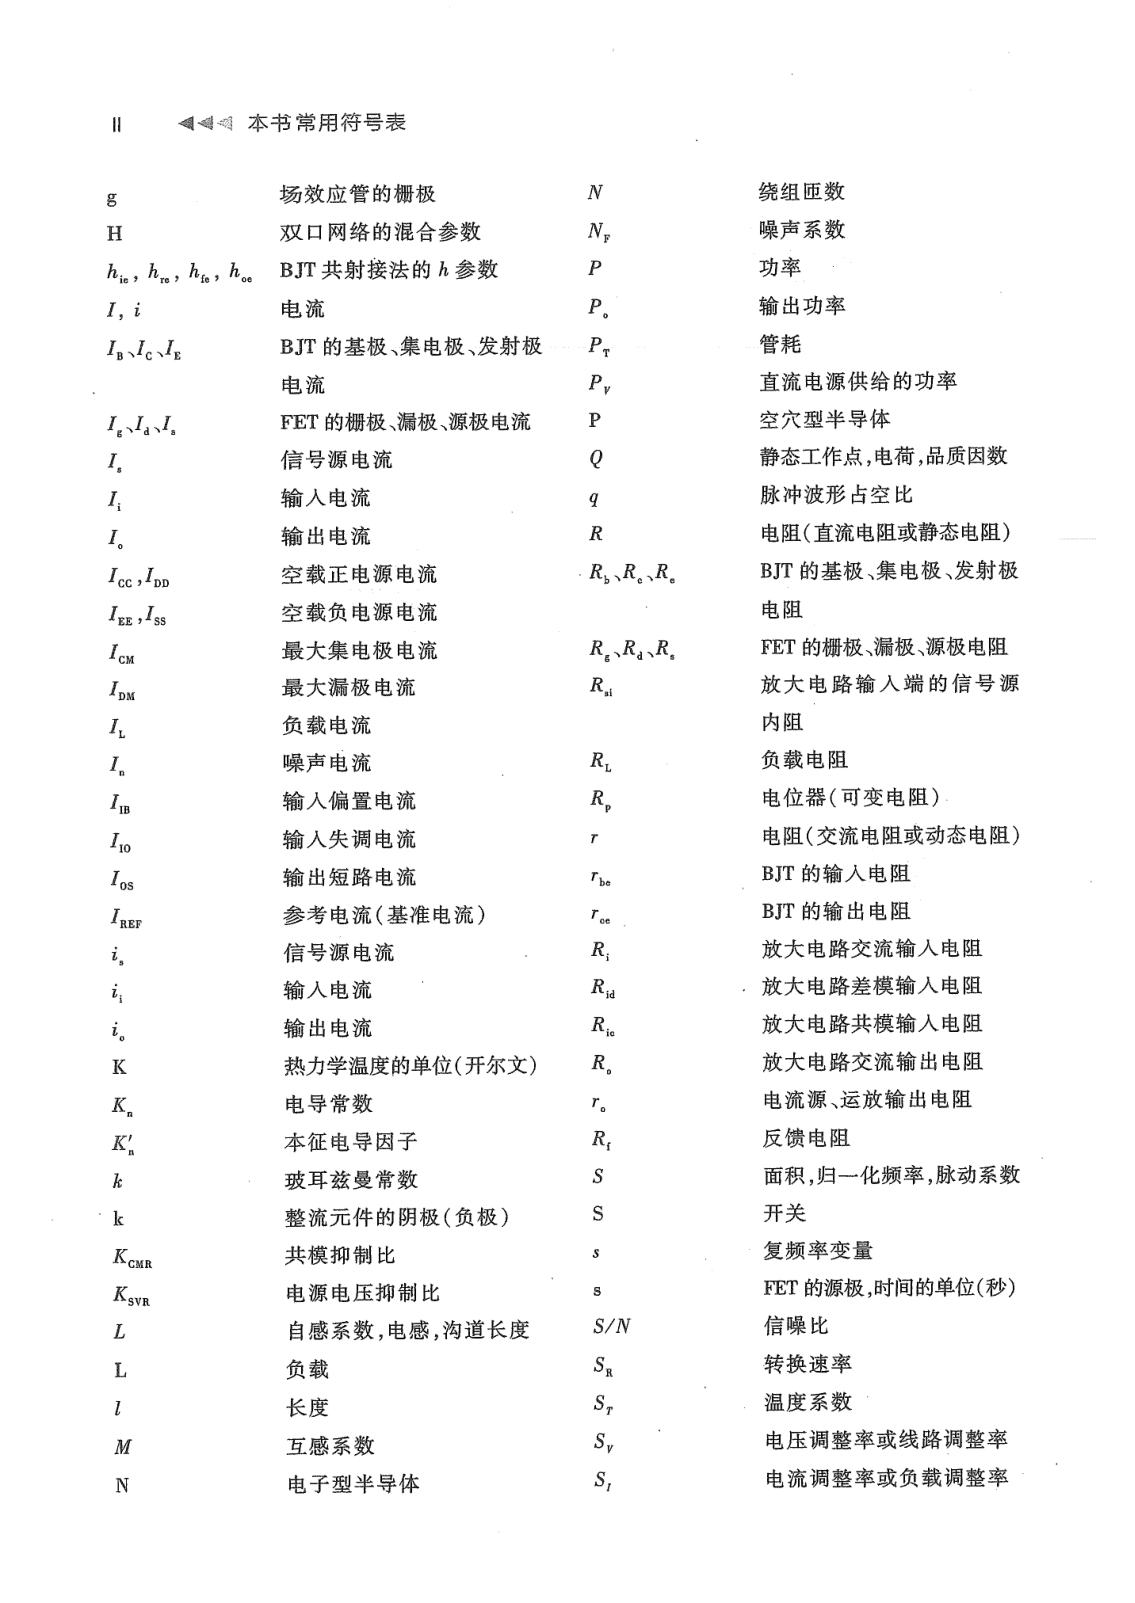 II ◀◀◀ 本书常用符号表
g 场效应管的栅极
H 双口网络的混合参数
h_ie, h_re, h_fe, h_oe BJT 共射接法的 h 参数
I, i 电流
I_B、I_C、I_E BJT 的基极、集电极、发射极
电流
I_g、I_d、I_s FET 的栅极、漏极、源极电流
I_s 信号源电流
I_i 输入电流
I_o 输出电流
I_CC,I_DD 空载正电源电流
I_EE,I_SS 空载负电源电流
I_CM 最大集电极电流
I_DM 最大漏极电流
I_L 负载电流
I_n 噪声电流
I_IB 输入偏置电流
I_IO 输入失调电流
I_OS 输出短路电流
I_REF 参考电流(基准电流)
i_s 信号源电流
i_i 输入电流
i_o 输出电流
K 热力学温度的单位(开尔文)
K_n 电导常数
K'_n 本征电导因子
k 玻耳兹曼常数
k 整流元件的阴极(负极)
K_CMR 共模抑制比
K_SVR 电源电压抑制比
L 自感系数,电感,沟道长度
L 负载
l 长度
M 互感系数
N 电子型半导体
N 绕组匝数
N_F 噪声系数
P 功率
P_o 输出功率
P_T 管耗
P_V 直流电源供给的功率
P 空穴型半导体
Q 静态工作点,电荷,品质因数
q 脉冲波形占空比
R 电阻(直流电阻或静态电阻)
R_b、R_c、R_e BJT 的基极、集电极、发射极
电阻
R_g、R_d、R_s FET 的栅极、漏极、源极电阻
R_si 放大电路输入端的信号源
内阻
R_L 负载电阻
R_p 电位器(可变电阻)
r 电阻(交流电阻或动态电阻)
r_be BJT 的输入电阻
r_ce BJT 的输出电阻
R_i 放大电路交流输入电阻
R_id 放大电路差模输入电阻
R_ic 放大电路共模输入电阻
R_o 放大电路交流输出电阻
r_o 电流源、运放输出电阻
R_f 反馈电阻
S 面积,归一化频率,脉动系数
S 开关
s 复频率变量
s FET 的源极,时间的单位(秒)
S/N 信噪比
S_R 转换速率
S_T 温度系数
S_V 电压调整率或线路调整率
S_I 电流调整率或负载调整率